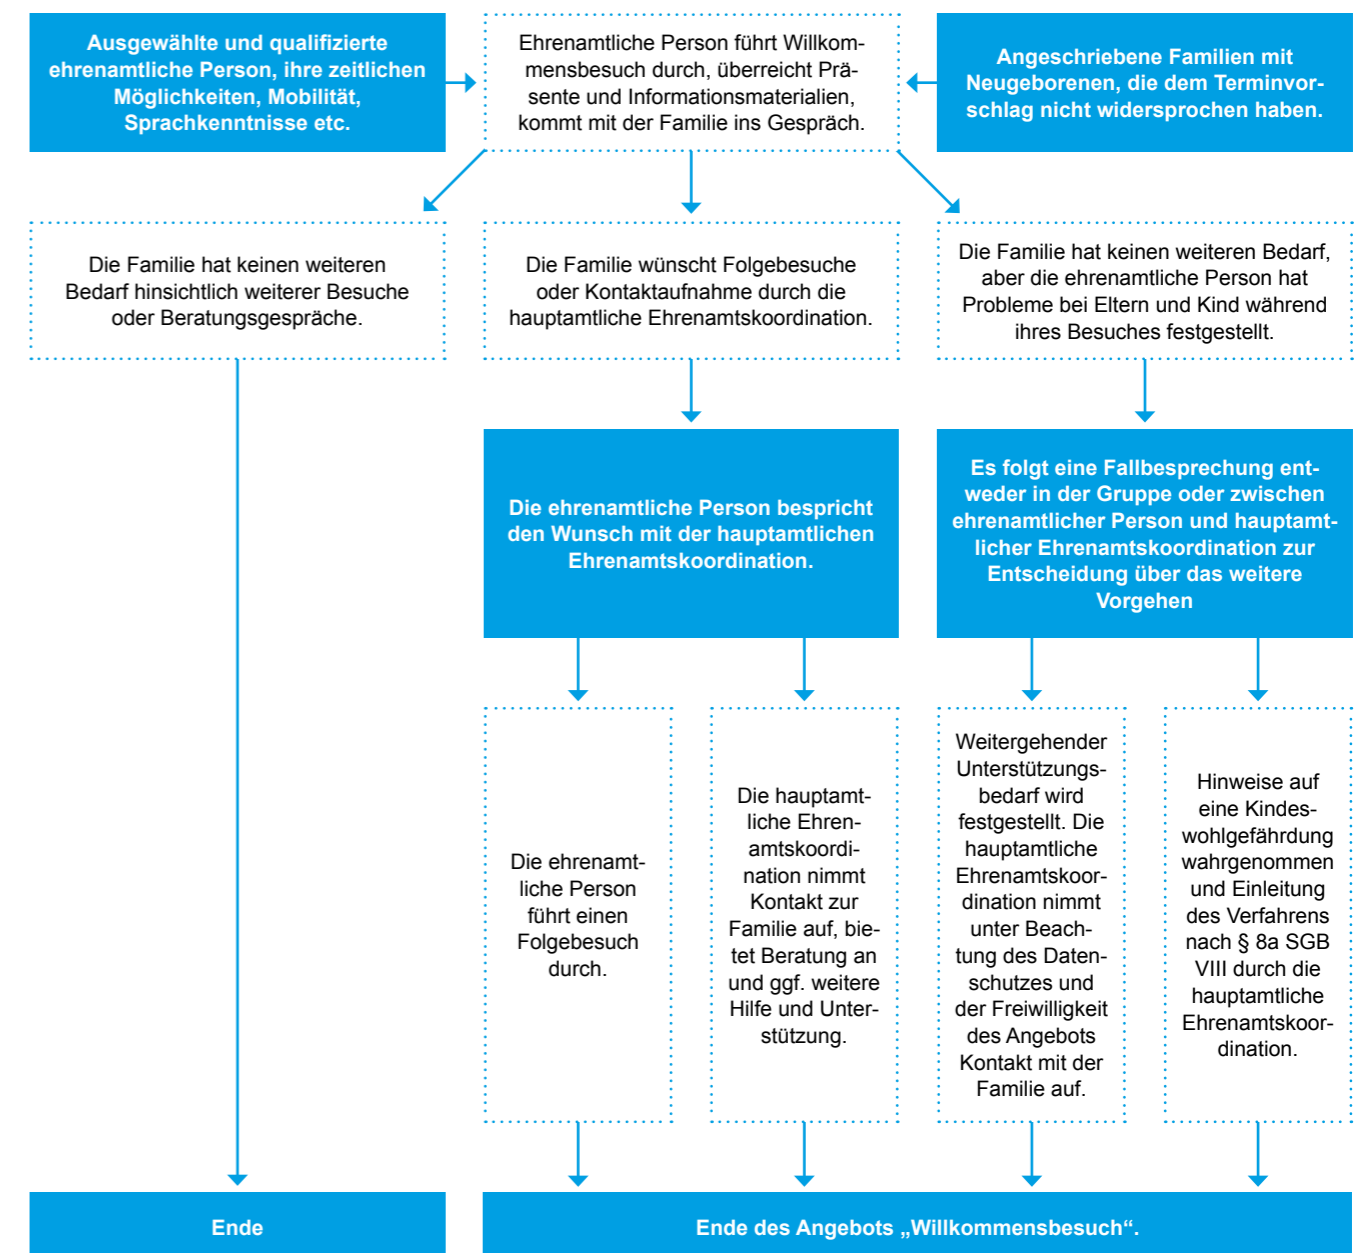 Ausgewählte und qualifizierte
ehrenamtliche Person, ihre zeitlichen
Möglichkeiten, Mobilität,
Sprachkenntnisse etc.
Ehrenamtliche Person führt Willkom-
mensbesuch durch, überreicht Prä-
sente und Informationsmaterialien,
kommt mit der Familie ins Gespräch.
Angeschriebene Familien mit
Neugeborenen, die dem Terminvor-
schlag nicht widersprochen haben.
Die Familie hat keinen weiteren
Bedarf hinsichtlich weiterer Besuche
oder Beratungsgespräche.
Die Familie wünscht Folgebesuche
oder Kontaktaufnahme durch die
hauptamtliche Ehrenamtskoordination.
Die Familie hat keinen weiteren Bedarf,
aber die ehrenamtliche Person hat
Probleme bei Eltern und Kind während
ihres Besuches festgestellt.
Die ehrenamtliche Person bespricht
den Wunsch mit der hauptamtlichen
Ehrenamtskoordination.
Es folgt eine Fallbesprechung ent-
weder in der Gruppe oder zwischen
ehrenamtlicher Person und hauptamt-
licher Ehrenamtskoordination zur
Entscheidung über das weitere
Vorgehen
Die ehrenamt-
liche Person
führt einen
Folgebesuch
durch.
Die hauptamt-
liche Ehren-
amtskoordi-
nation nimmt
Kontakt zur
Familie auf, bie-
tet Beratung an
und ggf. weitere
Hilfe und Unter-
stützung.
Weitergehender
Unterstützungs-
bedarf wird
festgestellt. Die
hauptamtliche
Ehrenamtskoor-
dination nimmt
unter Beach-
tung des Daten-
schutzes und
der Freiwilligkeit
des Angebots
Kontakt mit der
Familie auf.
Hinweise auf
eine Kindes-
wohlgefährdung
wahrgenommen
und Einleitung
des Verfahrens
nach § 8a SGB
VIII durch die
hauptamtliche
Ehrenamtskoor-
dination.
Ende
Ende des Angebots „Willkommensbesuch“.